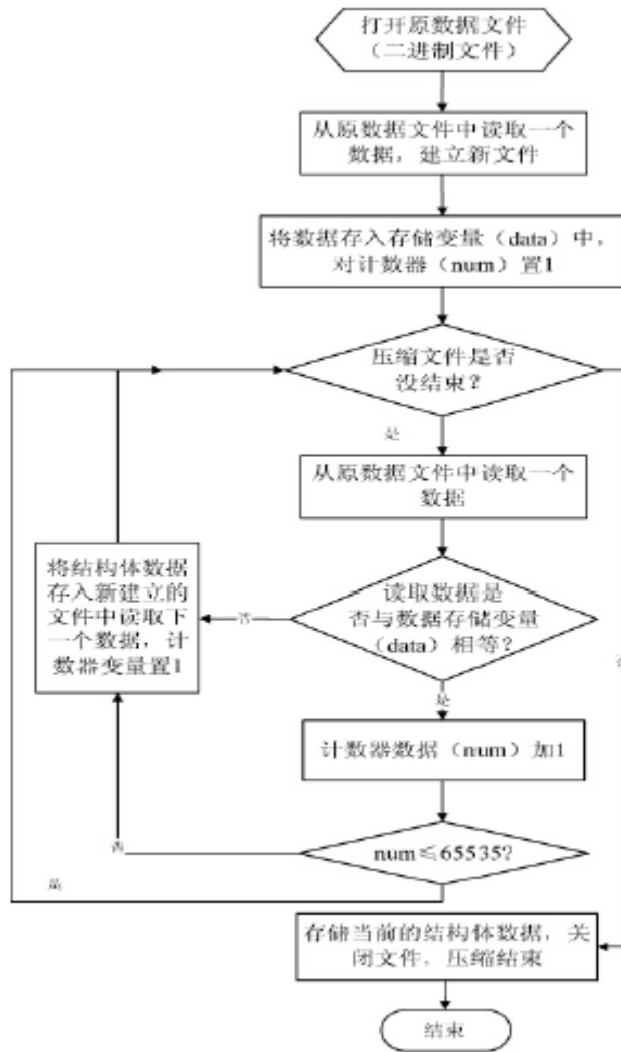 打开原数据文件
（二进制文件）
从原数据文件中读取一个
数据，建立新文件
将数据存入存储变量（data）中，
对计数器（num）置1
压缩文件是否
没结束？
是
从原数据文件中读取一个
数据
将结构体数据
存入新建立的
文件中读取下
一个数据，计
数器变量置1
否
读取数据是
否与数据存储变量
（data）相等？
否
是
计数器数据（num）加1
否
num≤65535?
是
存储当前的结构体数据，关
闭文件，压缩结束
结束